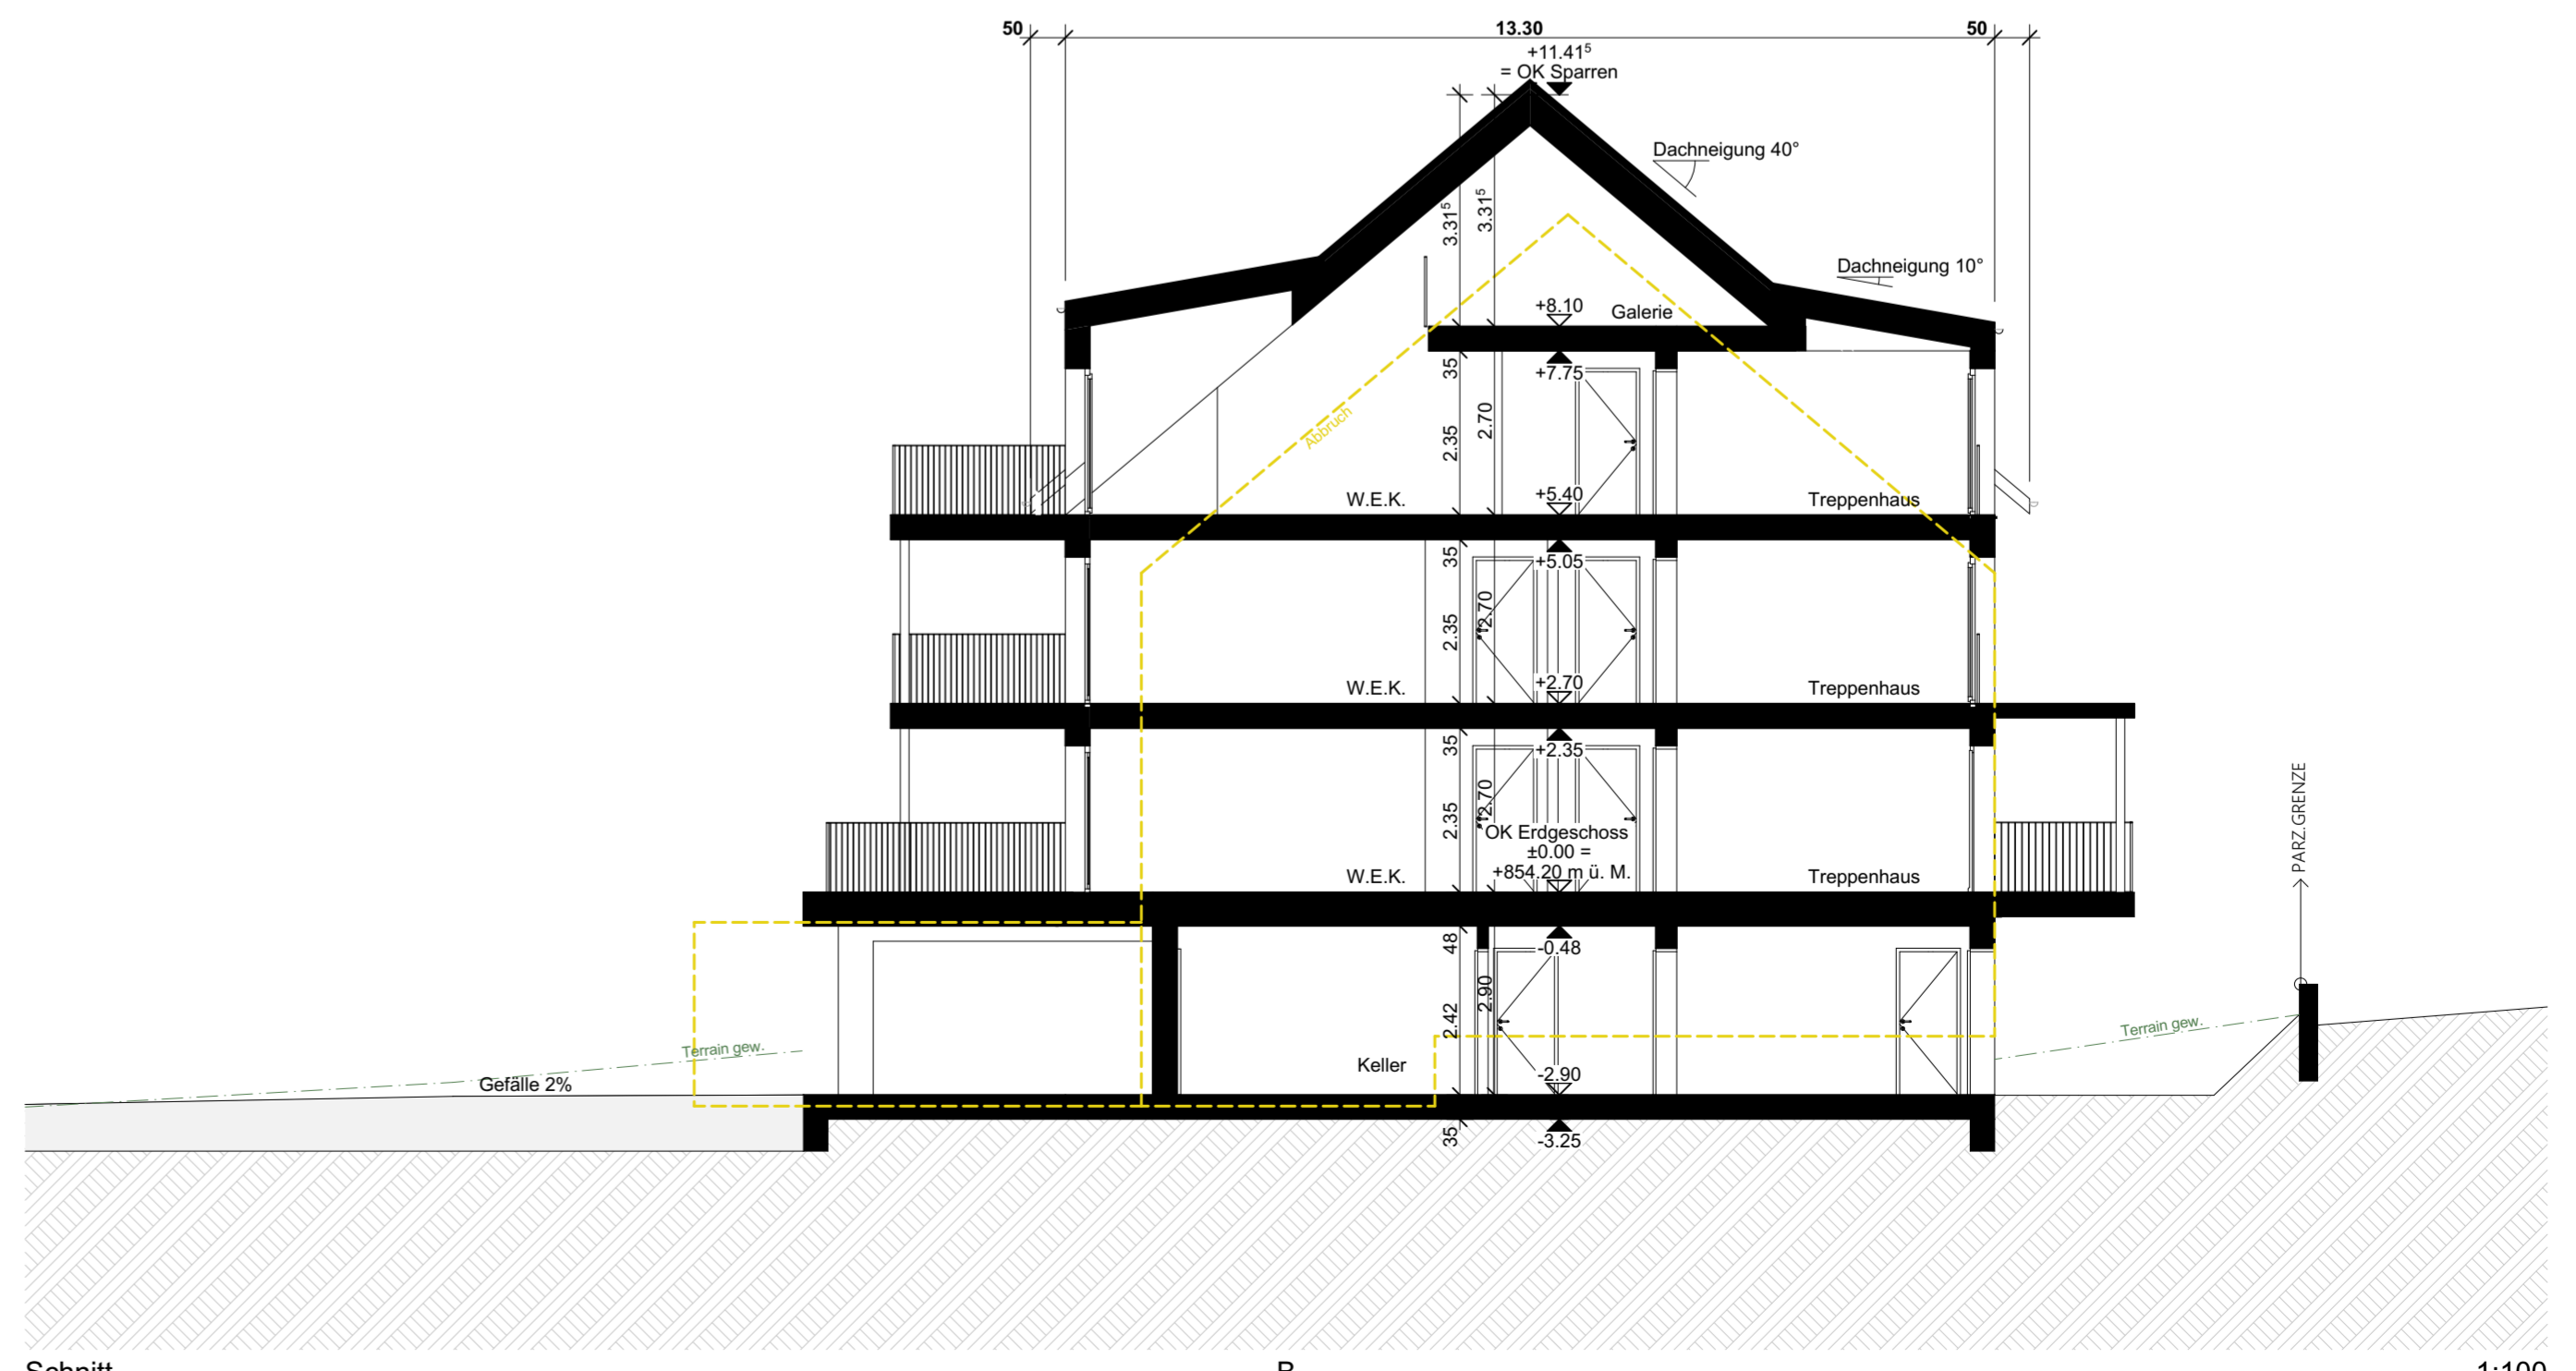 50 13.30 50
+11.41⁵
= OK Sparren
Dachneigung 40°
3.31⁵ 3.31⁵
Dachneigung 10°
+8.10 Galerie
35 +7.75
Abbruch
2.35 2.70
W.E.K. +5.40 Treppenhaus
35 +5.05
2.35 2.70
W.E.K. +2.70 Treppenhaus
35 +2.35
2.35 2.70
OK Erdgeschoss
±0.00 =
+854.20 m ü. M.
W.E.K. Treppenhaus
PARZ.GRENZE
48 -0.48
2.42 2.90
Terrain gew. Terrain gew.
Keller -2.90
Gefälle 2%
35 -3.25
Schnitt B 1:100